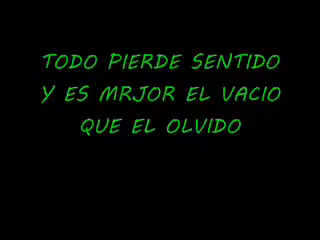 TODO PIERDE SENTIDO
Y ES MRJOR EL VACIO
QUE EL OLVIDO